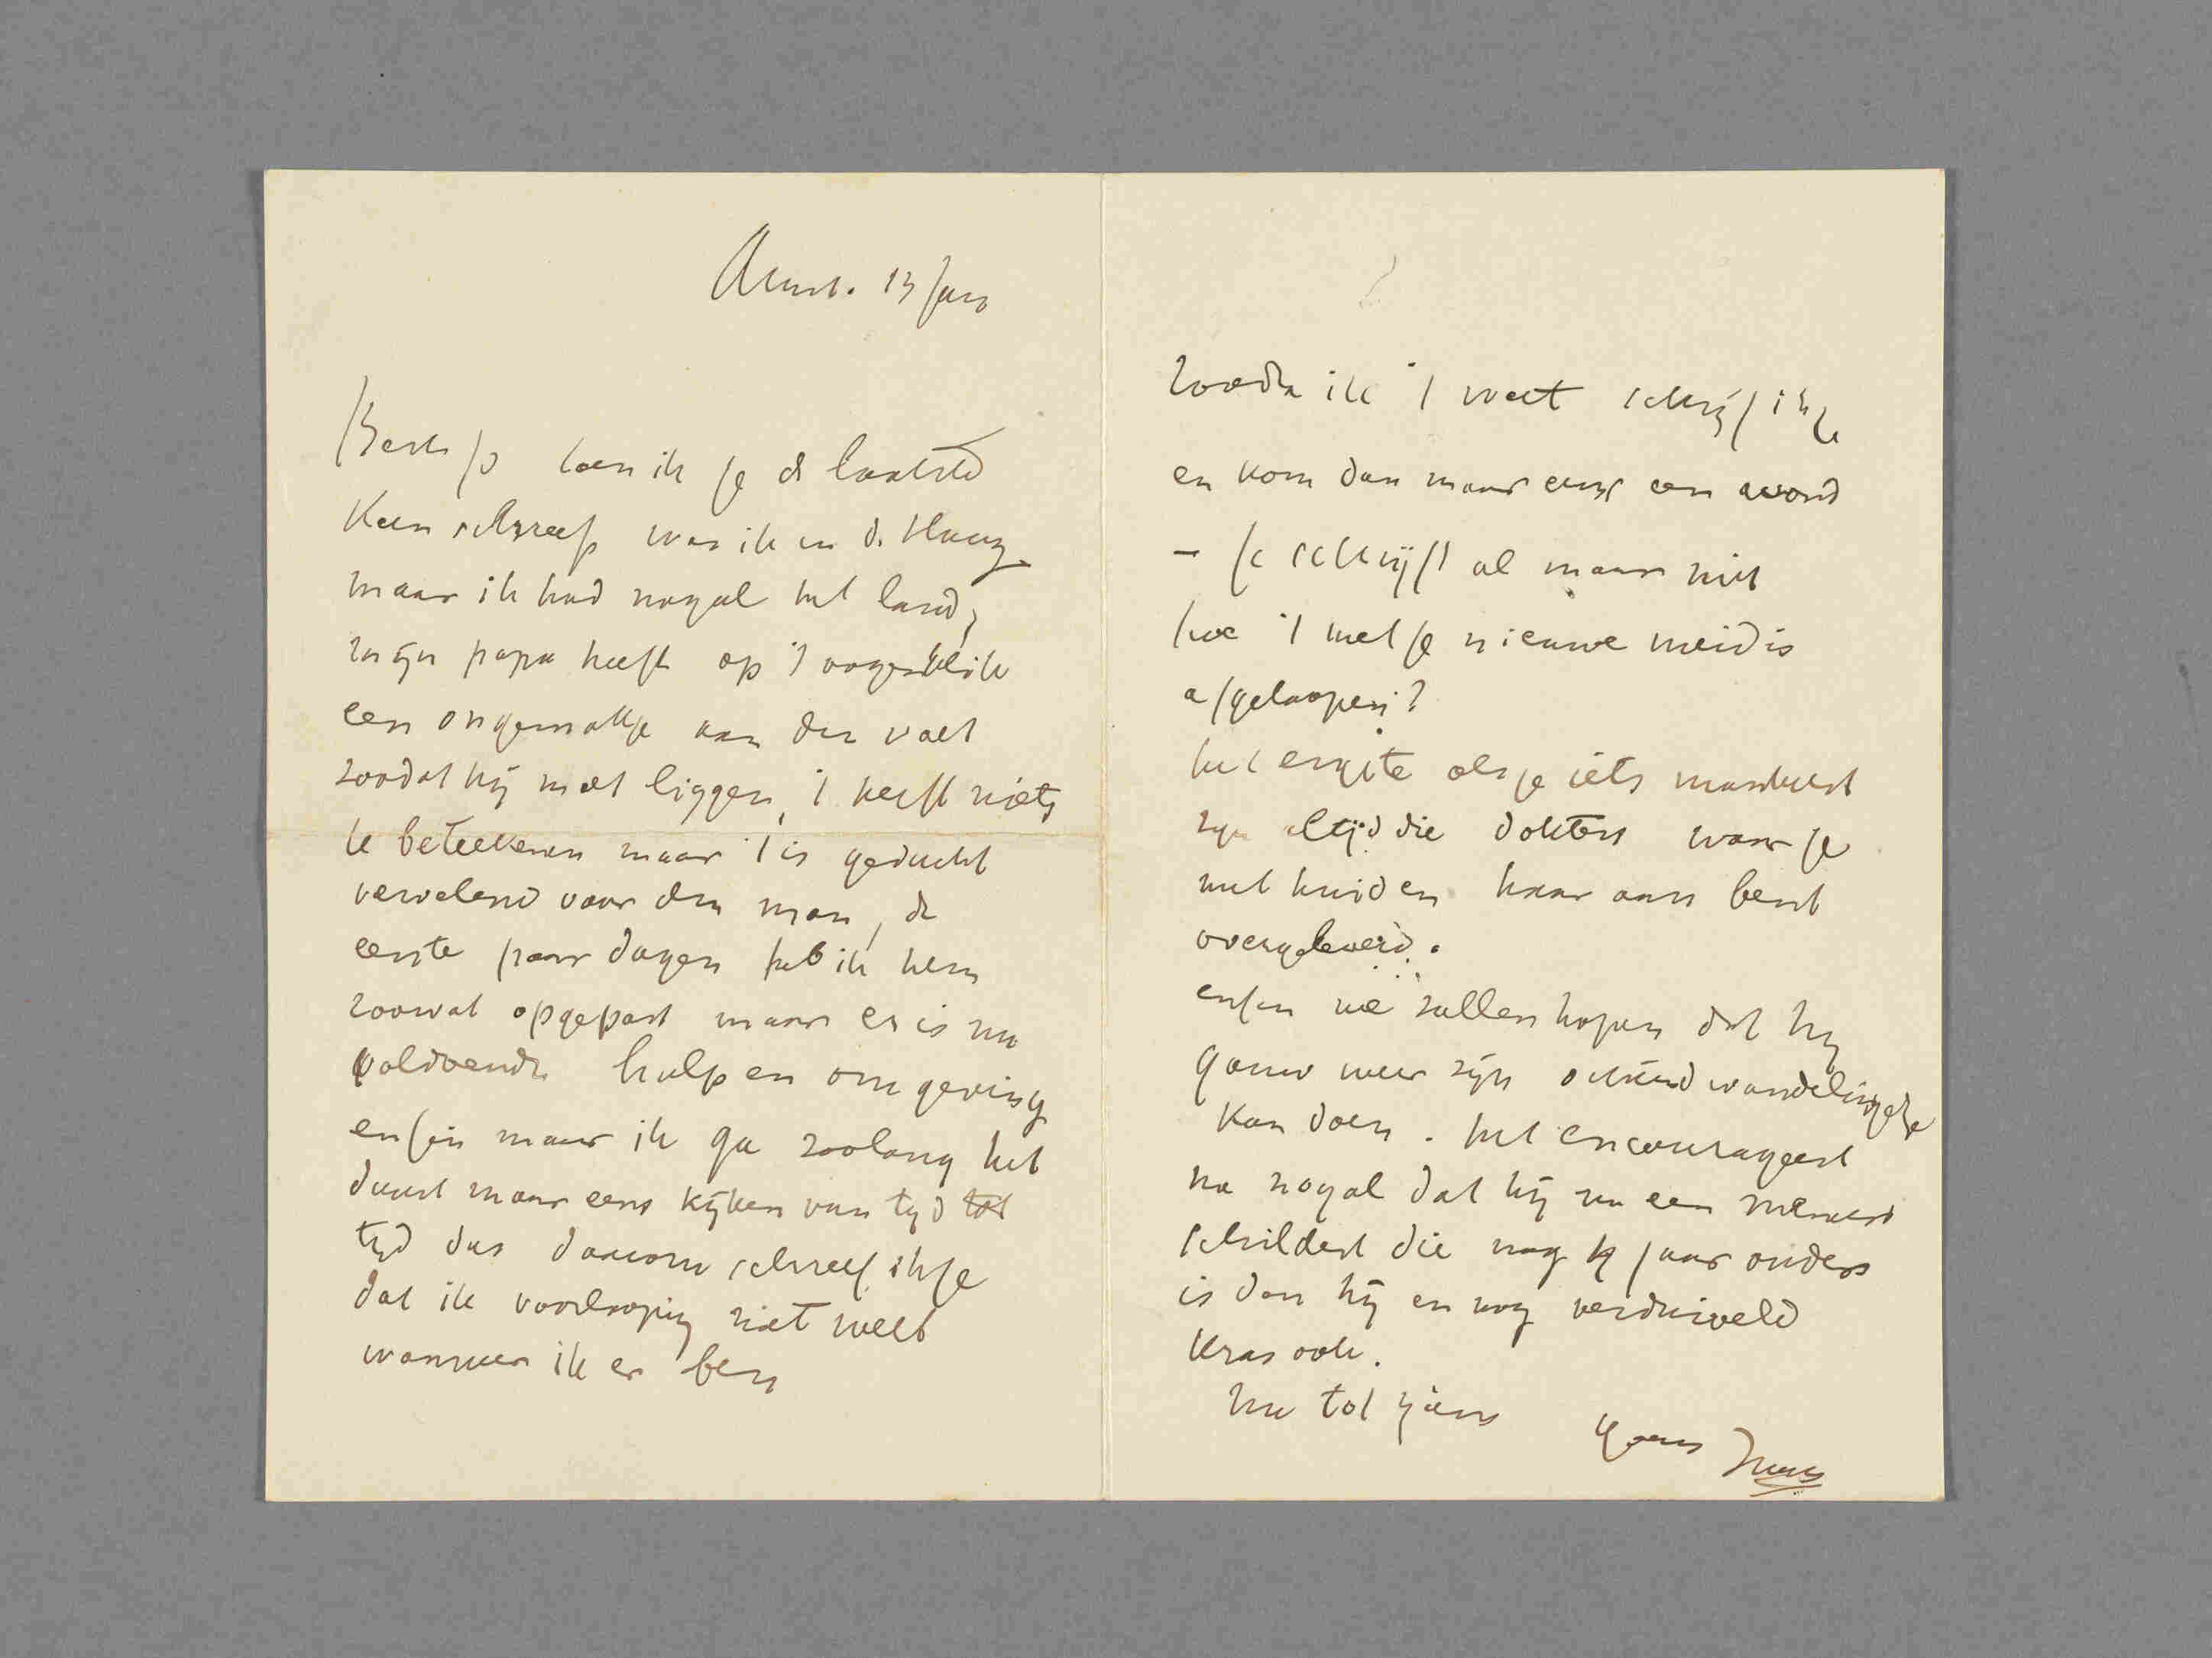 Amst. 13 Jan
Beste Jo toen ik je de laatste
Keer schreef was ik in d. Haag
maar ik had nogal het land,
mijn papa heeft op 't oogenblik
een ongemakje aan den voet
zoodat hij moet liggen, 't heeft niets
te beteekenen maar 't is geducht
vervelend voor den man, de
eerste paar dagen heb ik hem
zoowat opgepast maar er is nu
voldoende hulp en omgeving
enfin maar ik ga zoolang het
duurt maar eens kijken van tijd tot
tijd dus daarom schreef ik je
dat ik voorloopig niet weet
wanneer ik er ben
zoodra ik 't weet schrijf ik je
en kom dan maar eens een avond
- Je schrijft al maar niet
hoe 't met je nieuwe meid is
afgeloopen?
het ergste als je iets mankeert
zijn altijd die dokters waar je
met huid en haar aan bent
overgeleverd.
enfin we zullen hopen dat hij
gauw weer zijn ochtend wandelingetje
Kan doen. het encourageert
me nogal dat hij nu een meneer
schildert die nog 4 jaar ouder
is dan hij en nog verduiveld
Kras ook.
nu tot ziens